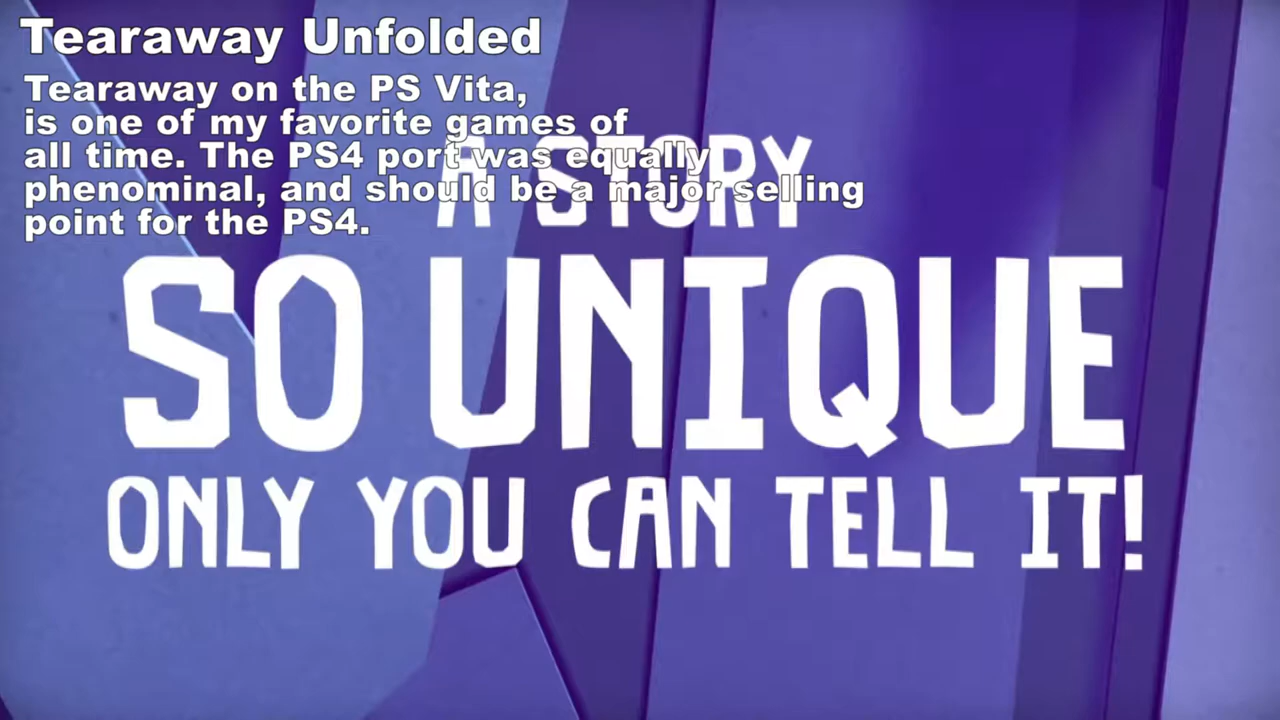 Tearaway Unfolded
Tearaway on the PS Vita,
is one of my favorite games of
all time. The PS4 port was equally
phenominal, and should be a major selling
point for the PS4.
A STORY
SO UNIQUE
ONLY YOU CAN TELL IT!